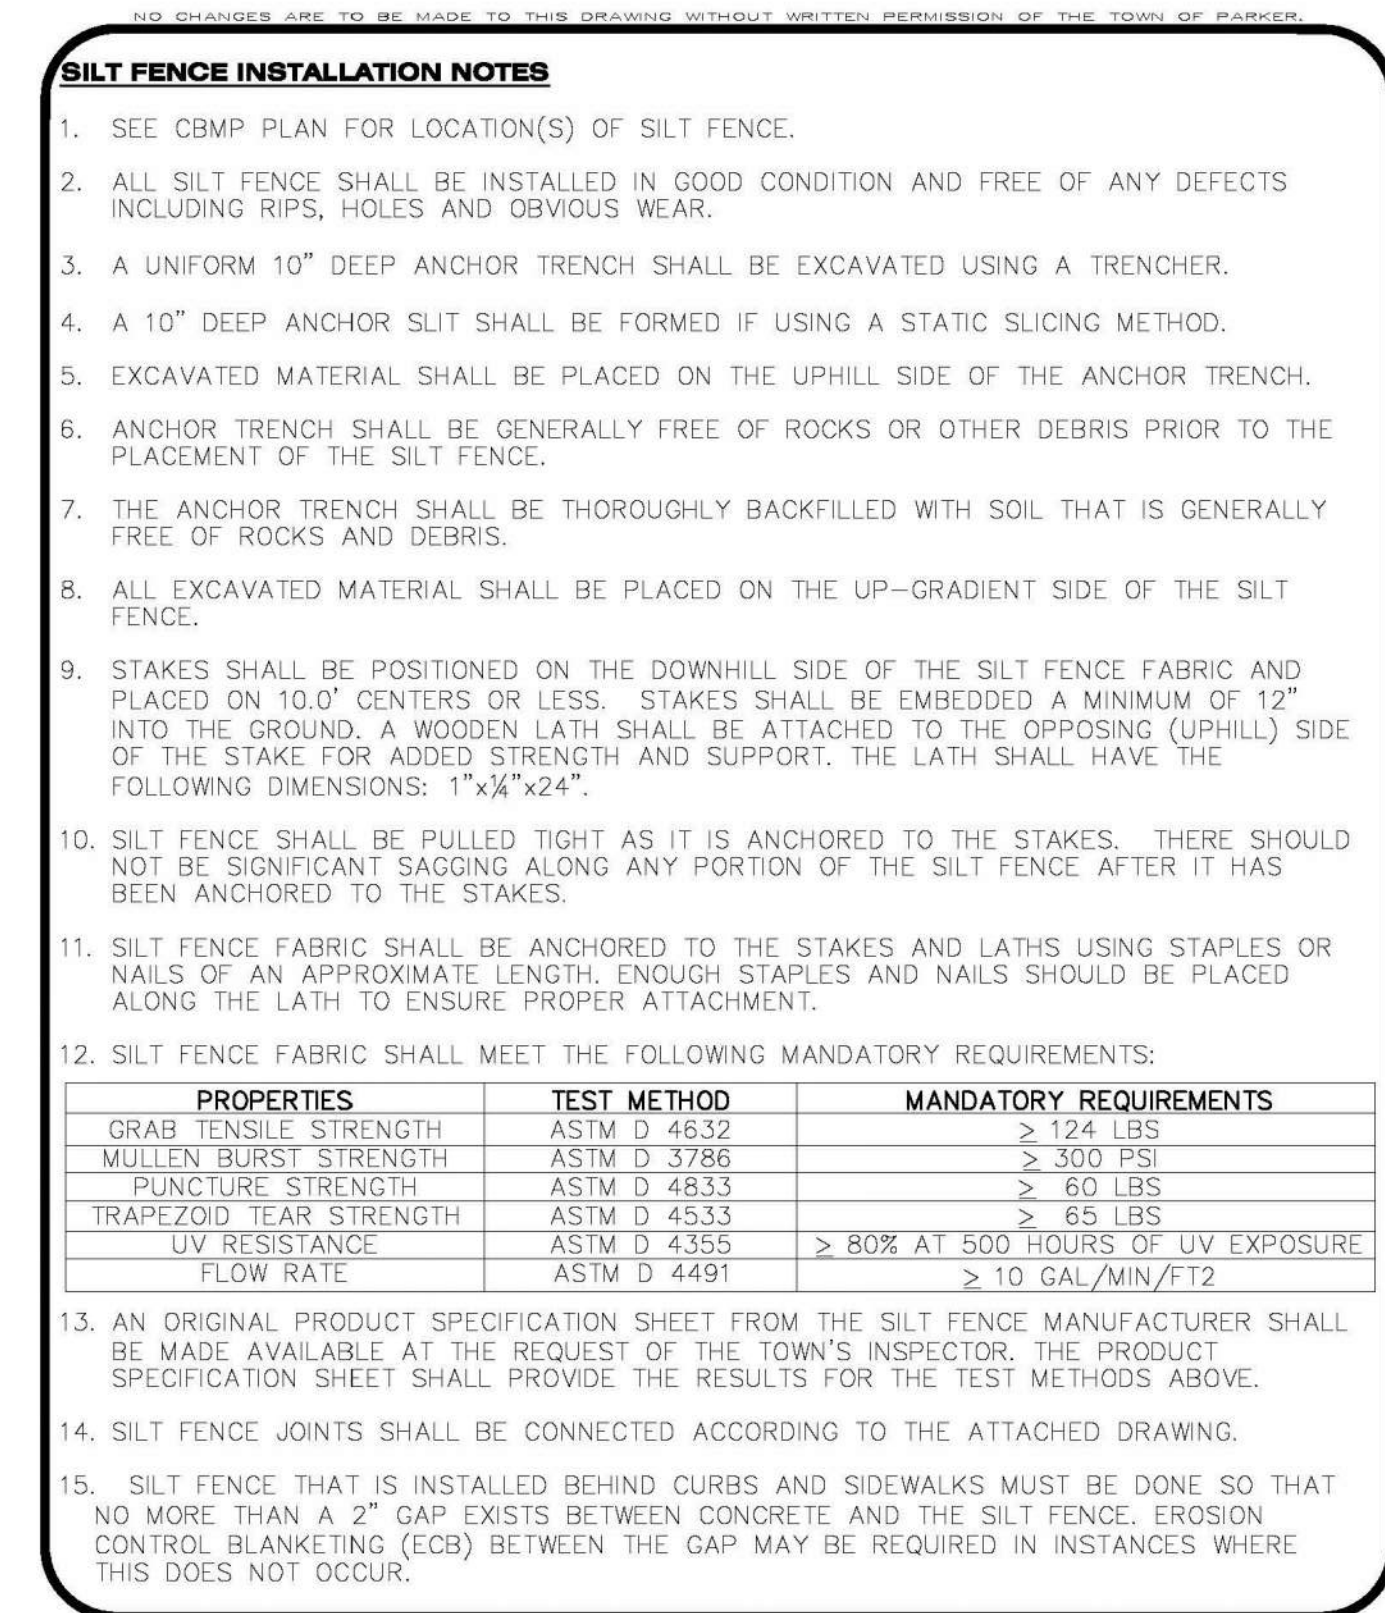 NO CHANGES ARE TO BE MADE TO THIS DRAWING WITHOUT WRITTEN PERMISSION OF THE TOWN OF PARKER.
SILT FENCE INSTALLATION NOTES
1. SEE CBMP PLAN FOR LOCATION(S) OF SILT FENCE.
2. ALL SILT FENCE SHALL BE INSTALLED IN GOOD CONDITION AND FREE OF ANY DEFECTS
INCLUDING RIPS, HOLES AND OBVIOUS WEAR.
3. A UNIFORM 10" DEEP ANCHOR TRENCH SHALL BE EXCAVATED USING A TRENCHER.
4. A 10" DEEP ANCHOR SLIT SHALL BE FORMED IF USING A STATIC SLICING METHOD.
5. EXCAVATED MATERIAL SHALL BE PLACED ON THE UPHILL SIDE OF THE ANCHOR TRENCH.
6. ANCHOR TRENCH SHALL BE GENERALLY FREE OF ROCKS OR OTHER DEBRIS PRIOR TO THE
PLACEMENT OF THE SILT FENCE.
7. THE ANCHOR TRENCH SHALL BE THOROUGHLY BACKFILLED WITH SOIL THAT IS GENERALLY
FREE OF ROCKS AND DEBRIS.
8. ALL EXCAVATED MATERIAL SHALL BE PLACED ON THE UP-GRADIENT SIDE OF THE SILT
FENCE.
9. STAKES SHALL BE POSITIONED ON THE DOWNHILL SIDE OF THE SILT FENCE FABRIC AND
PLACED ON 10.0' CENTERS OR LESS. STAKES SHALL BE EMBEDDED A MINIMUM OF 12"
INTO THE GROUND. A WOODEN LATH SHALL BE ATTACHED TO THE OPPOSING (UPHILL) SIDE
OF THE STAKE FOR ADDED STRENGTH AND SUPPORT. THE LATH SHALL HAVE THE
FOLLOWING DIMENSIONS: 1"x¼"x24".
10. SILT FENCE SHALL BE PULLED TIGHT AS IT IS ANCHORED TO THE STAKES. THERE SHOULD
NOT BE SIGNIFICANT SAGGING ALONG ANY PORTION OF THE SILT FENCE AFTER IT HAS
BEEN ANCHORED TO THE STAKES.
11. SILT FENCE FABRIC SHALL BE ANCHORED TO THE STAKES AND LATHS USING STAPLES OR
NAILS OF AN APPROXIMATE LENGTH. ENOUGH STAPLES AND NAILS SHOULD BE PLACED
ALONG THE LATH TO ENSURE PROPER ATTACHMENT.
12. SILT FENCE FABRIC SHALL MEET THE FOLLOWING MANDATORY REQUIREMENTS:
PROPERTIES TEST METHOD MANDATORY REQUIREMENTS
GRAB TENSILE STRENGTH ASTM D 4632 ≥ 124 LBS
MULLEN BURST STRENGTH ASTM D 3786 ≥ 300 PSI
PUNCTURE STRENGTH ASTM D 4833 ≥ 60 LBS
TRAPEZOID TEAR STRENGTH ASTM D 4533 ≥ 65 LBS
UV RESISTANCE ASTM D 4355 ≥ 80% AT 500 HOURS OF UV EXPOSURE
FLOW RATE ASTM D 4491 ≥ 10 GAL/MIN/FT2
13. AN ORIGINAL PRODUCT SPECIFICATION SHEET FROM THE SILT FENCE MANUFACTURER SHALL
BE MADE AVAILABLE AT THE REQUEST OF THE TOWN'S INSPECTOR. THE PRODUCT
SPECIFICATION SHEET SHALL PROVIDE THE RESULTS FOR THE TEST METHODS ABOVE.
14. SILT FENCE JOINTS SHALL BE CONNECTED ACCORDING TO THE ATTACHED DRAWING.
15. SILT FENCE THAT IS INSTALLED BEHIND CURBS AND SIDEWALKS MUST BE DONE SO THAT
NO MORE THAN A 2" GAP EXISTS BETWEEN CONCRETE AND THE SILT FENCE. EROSION
CONTROL BLANKETING (ECB) BETWEEN THE GAP MAY BE REQUIRED IN INSTANCES WHERE
THIS DOES NOT OCCUR.